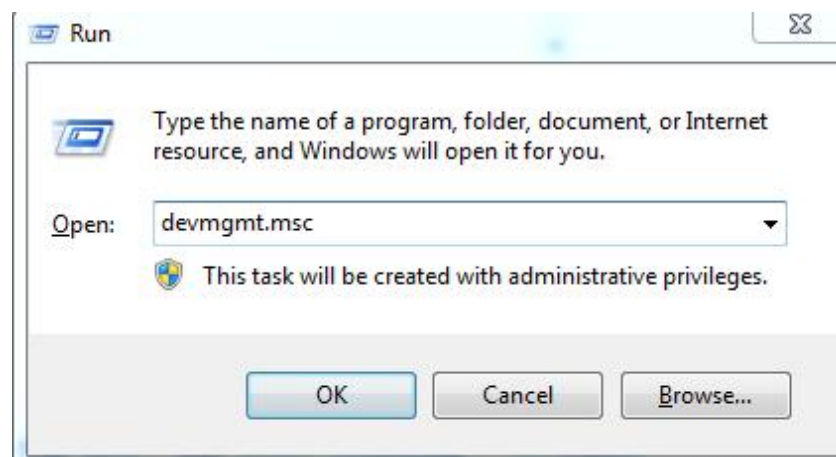 Run
Type the name of a program, folder, document, or Internet
resource, and Windows will open it for you.
Open: devmgmt.msc
This task will be created with administrative privileges.
OK Cancel Browse...